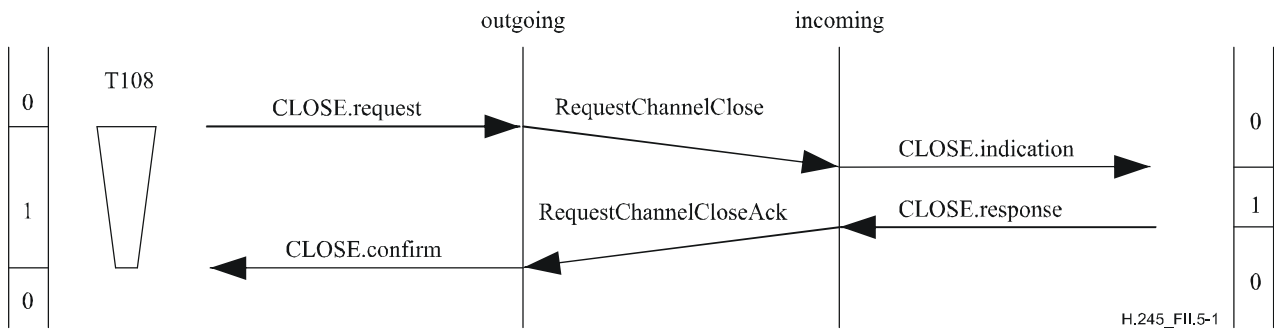 outgoing
incoming
T108
0
CLOSE.request
RequestChannelClose
0
CLOSE.indication
1
RequestChannelCloseAck
CLOSE.response
1
CLOSE.confirm
0
0
H.245_FII.5-1